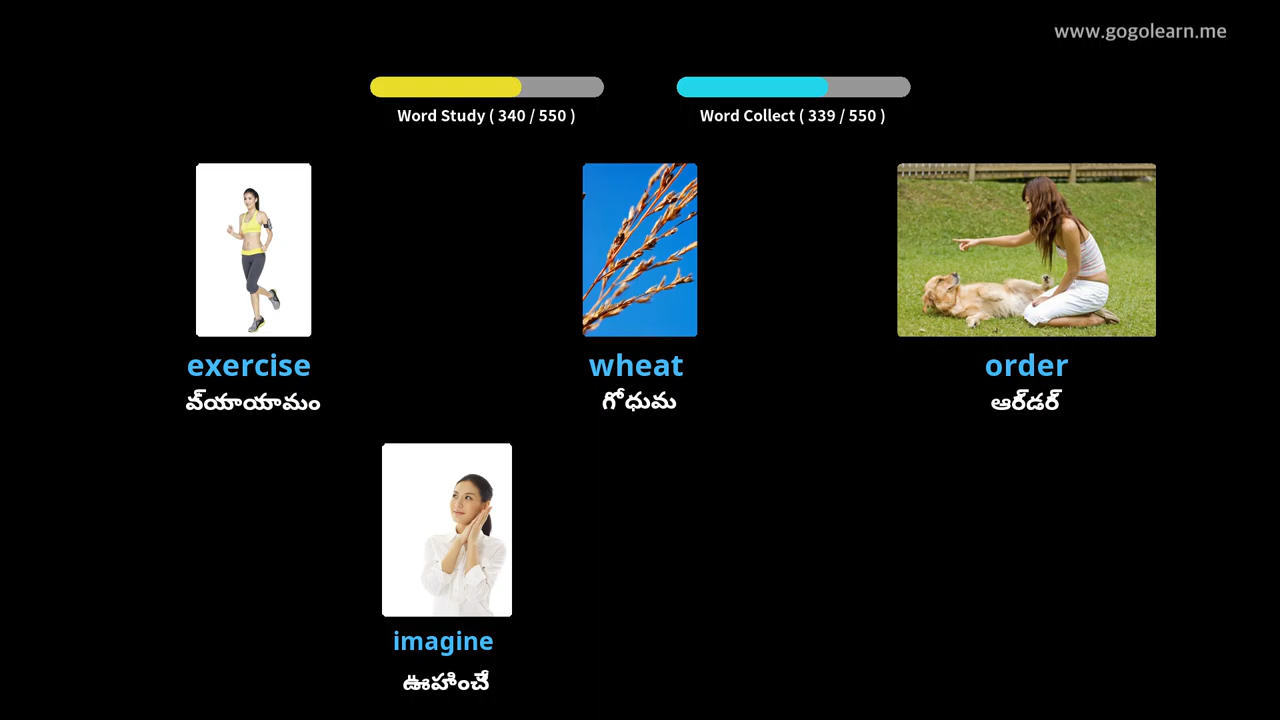 www.gogolearn.me
Word Study ( 340 / 550 )
Word Collect ( 339 / 550 )
exercise
వ్‌యాయామం
wheat
గోధుమ
order
ఆర్‌డర్
imagine
ఊహించే